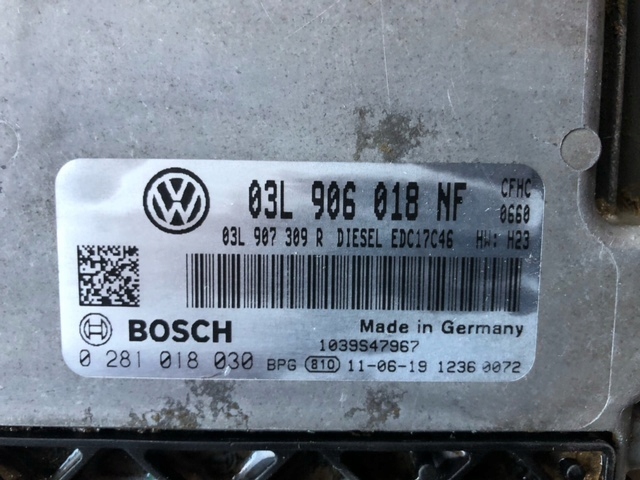 03L 906 018 NF CFHC
0660
03L 907 309 R DIESEL EDC17C46 HW: H23
BOSCH Made in Germany
1039S47967
0 281 018 030 BPG 810 11-06-19 1236 0072